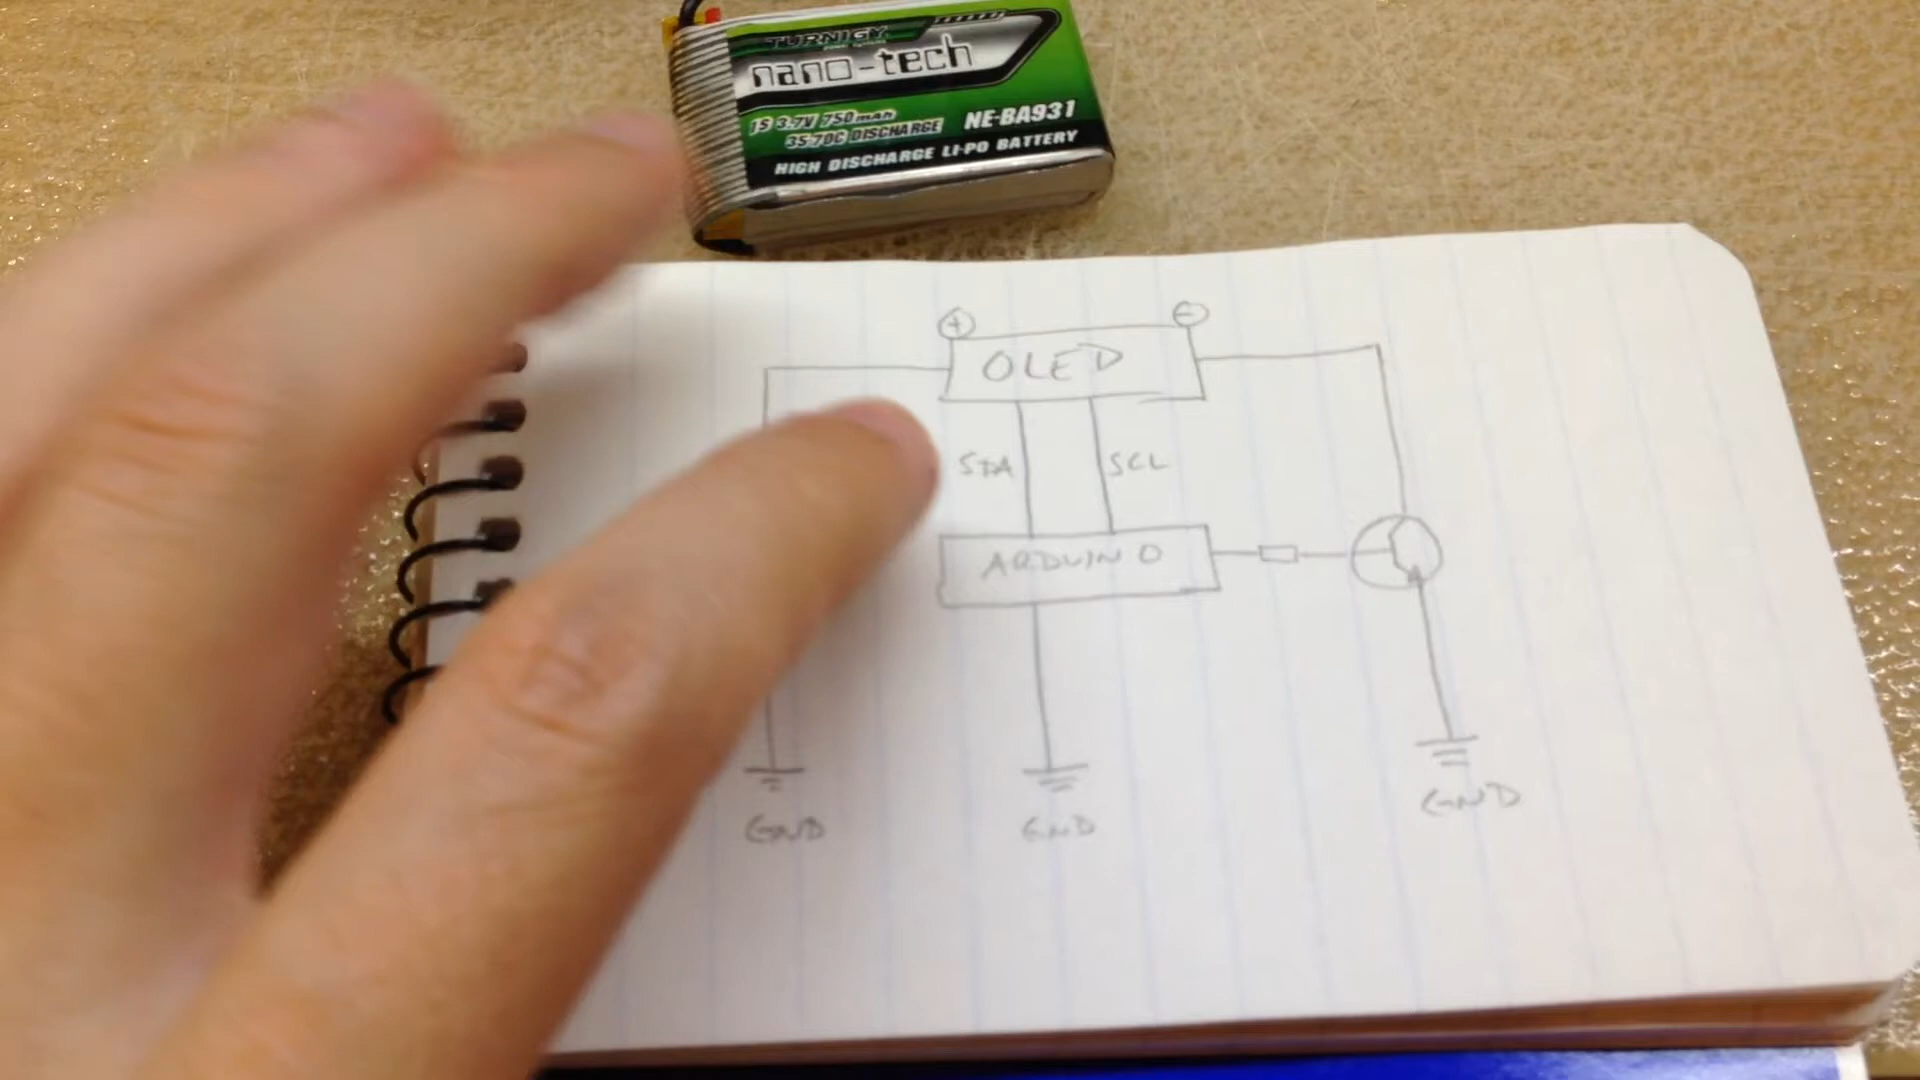 TURNIGY
nano-tech
1S 3.7V 750mah
35-70C DISCHARGE
NE-BA931
HIGH DISCHARGE LI-PO BATTERY
+
-
OLED
SDA
SCL
ARDUINO
GND
GND
GND